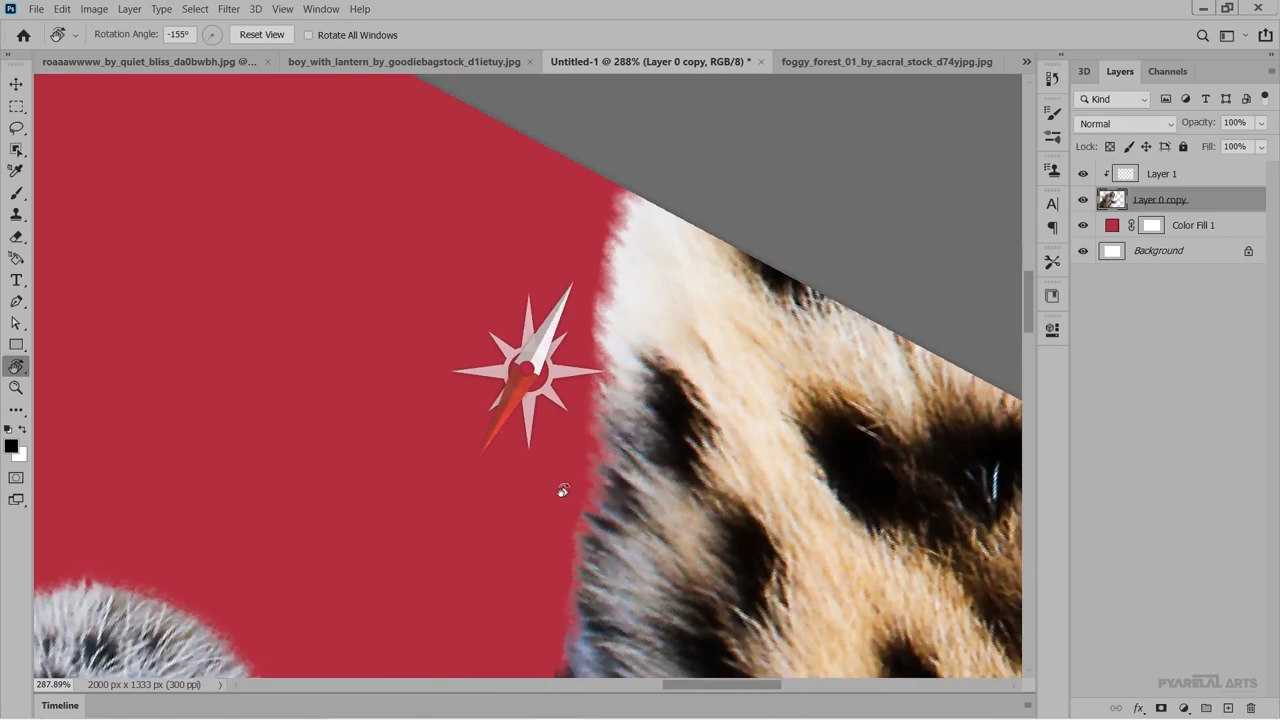 Ps File Edit Image Layer Type Select Filter 3D View Window Help
Rotation Angle: -155° Reset View Rotate All Windows
roaaawwww_by_quiet_bliss_da0bwbh.jpg @... × boy_with_lantern_by_goodiebagstock_d1ietuy.jpg × Untitled-1 @ 288% (Layer 0 copy, RGB/8) * × foggy_forest_01_by_sacral_stock_d74yjpg.jpg
3D Layers Channels
Kind
Normal Opacity: 100%
Lock: Fill: 100%
Layer 1
Layer 0 copy
Color Fill 1
Background
287.89% 2000 px x 1333 px (300 ppi)
Timeline
PYARELAL ARTS